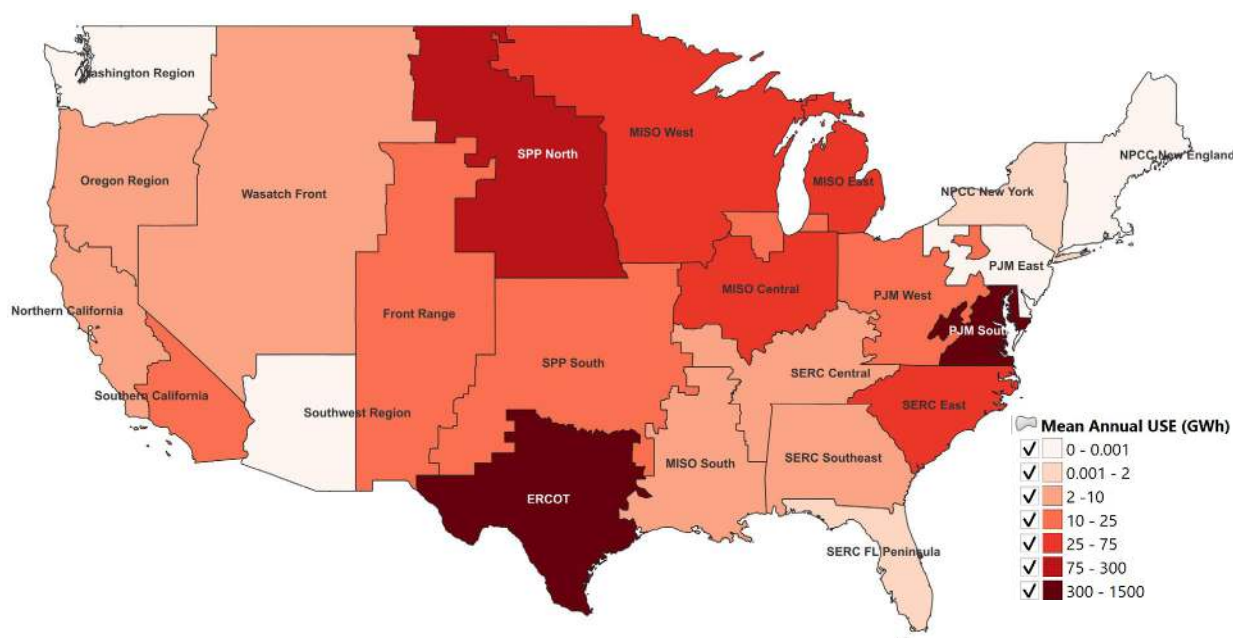 Washington Region
MISO West
SPP North
NPCC New England
Oregon Region
MISO East
Wasatch Front
NPCC New York
PJM East
MISO Central
PJM West
Northern California
Front Range
PJM South
SPP South
SERC Central
Southern California
Southwest Region
SERC East
MISO South
SERC Southeast
ERCOT
SERC FL Peninsula
Mean Annual USE (GWh)
0 - 0.001
0.001 - 2
2 -10
10 - 25
25 - 75
75 - 300
300 - 1500